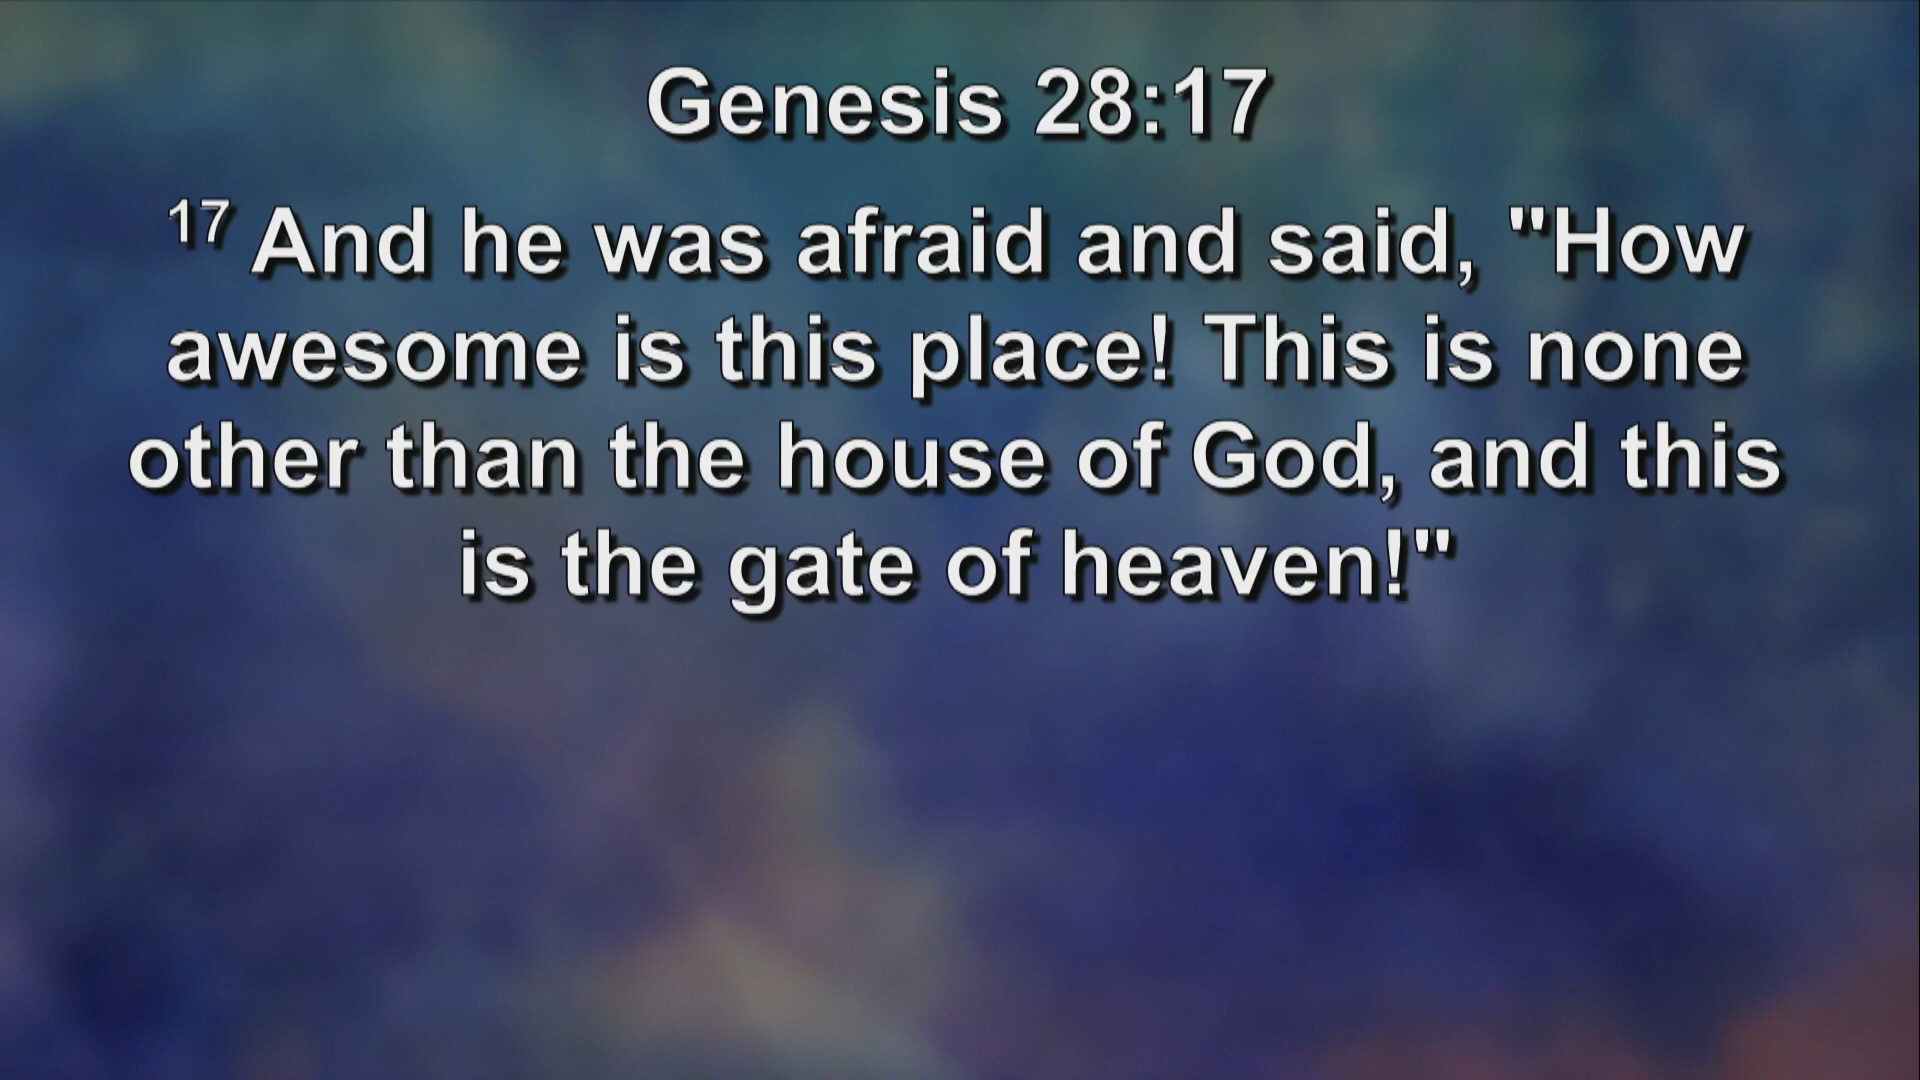 Genesis 28:17
17 And he was afraid and said, "How
awesome is this place! This is none
other than the house of God, and this
is the gate of heaven!"